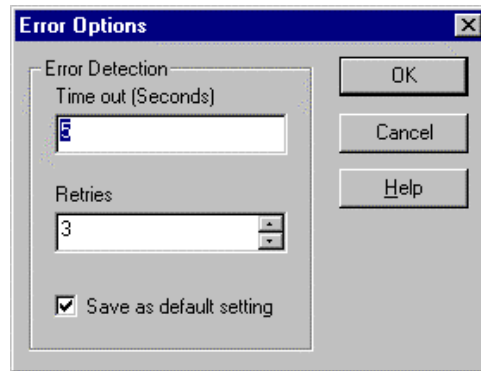 Error Options
Error Detection
Time out (Seconds)
5
Retries
3
Save as default setting
OK
Cancel
Help